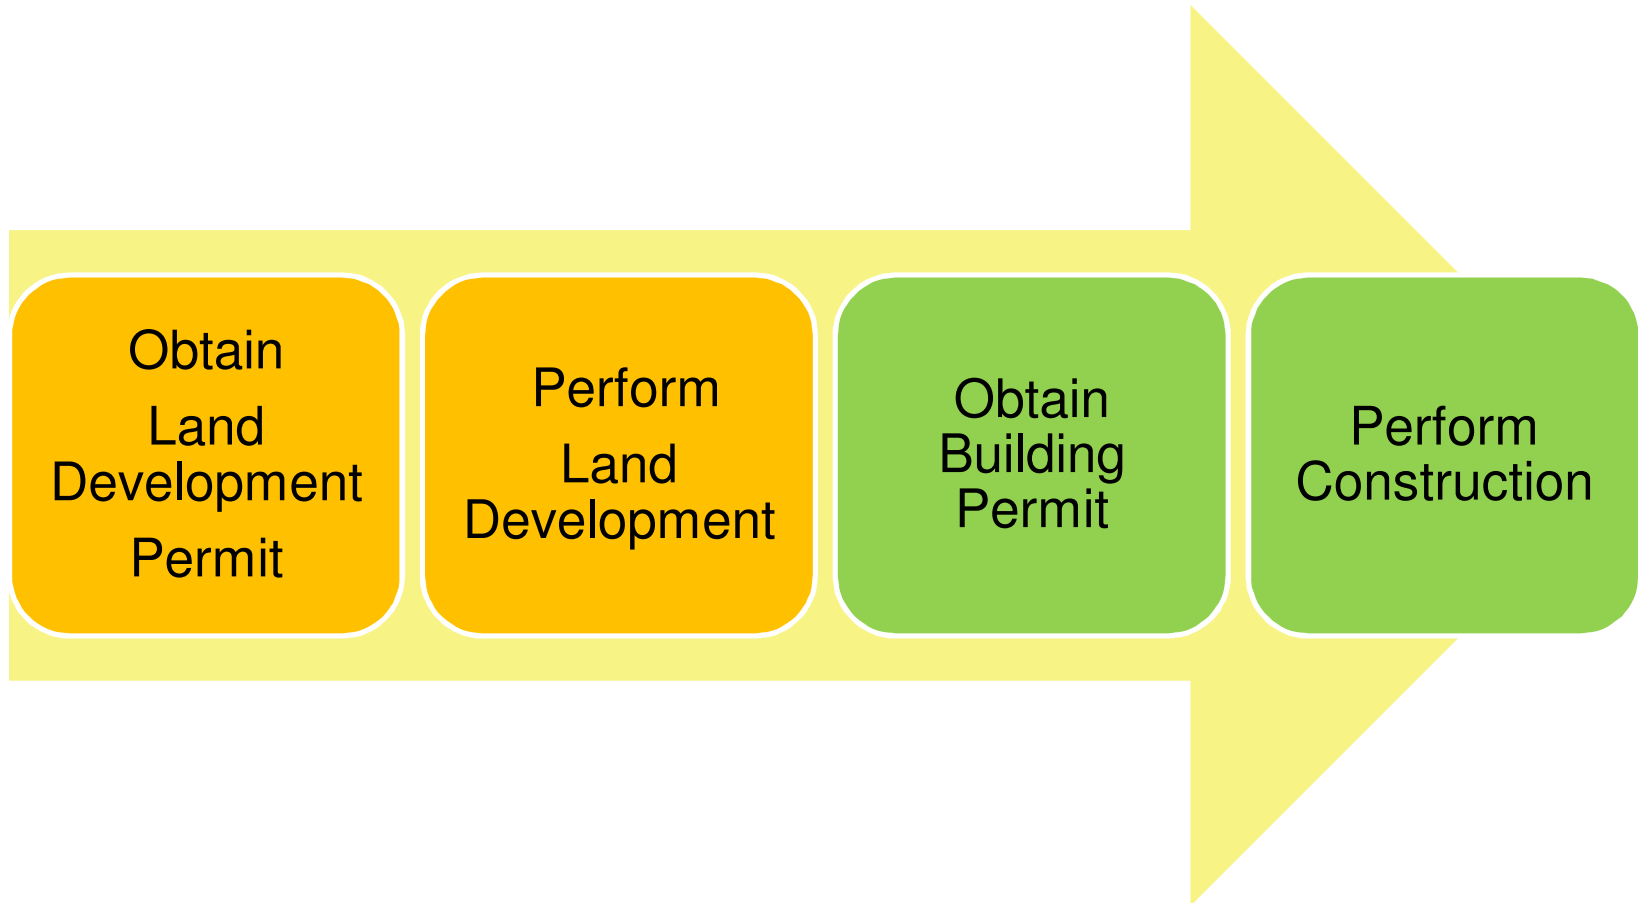 Obtain
Land
Development
Permit
Perform
Land
Development
Obtain
Building
Permit
Perform
Construction